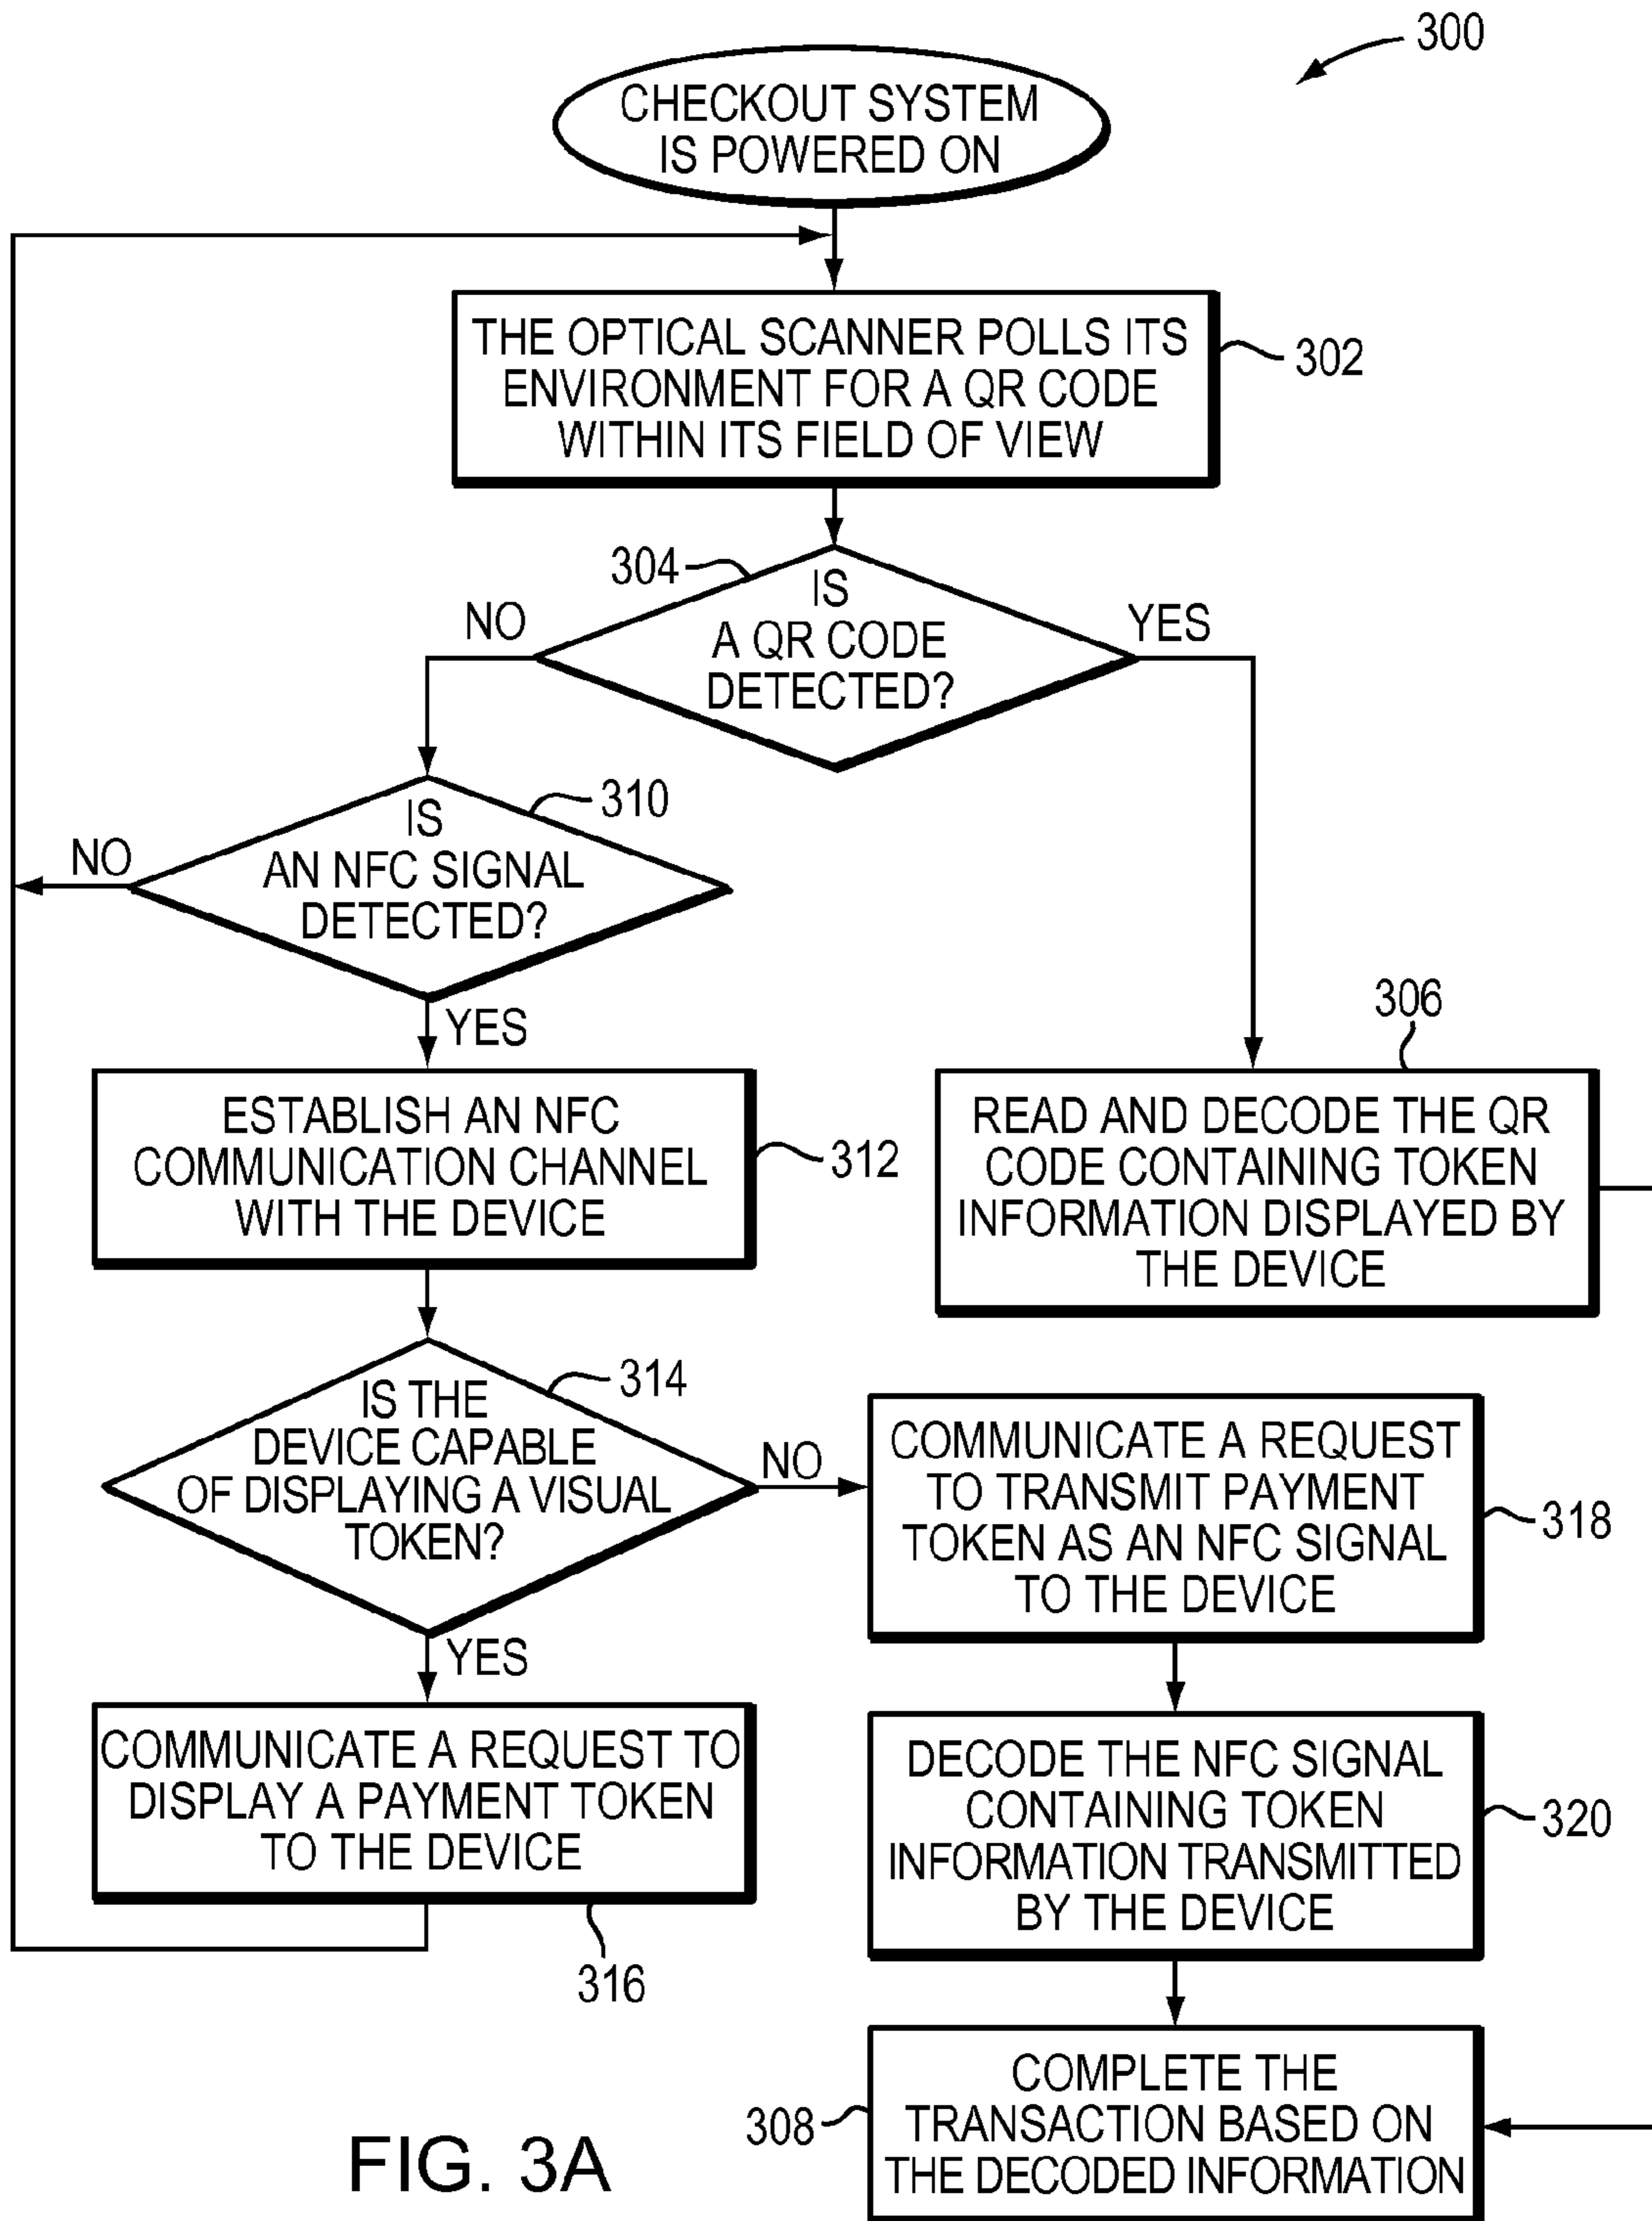 300
CHECKOUT SYSTEM
IS POWERED ON
THE OPTICAL SCANNER POLLS ITS
ENVIRONMENT FOR A QR CODE
WITHIN ITS FIELD OF VIEW
302
304
IS
A QR CODE
DETECTED?
NO
YES
310
IS
AN NFC SIGNAL
DETECTED?
NO
YES
306
ESTABLISH AN NFC
COMMUNICATION CHANNEL
WITH THE DEVICE
312
READ AND DECODE THE QR
CODE CONTAINING TOKEN
INFORMATION DISPLAYED BY
THE DEVICE
314
IS THE
DEVICE CAPABLE
OF DISPLAYING A VISUAL
TOKEN?
NO
YES
COMMUNICATE A REQUEST
TO TRANSMIT PAYMENT
TOKEN AS AN NFC SIGNAL
TO THE DEVICE
318
COMMUNICATE A REQUEST TO
DISPLAY A PAYMENT TOKEN
TO THE DEVICE
316
DECODE THE NFC SIGNAL
CONTAINING TOKEN
INFORMATION TRANSMITTED
BY THE DEVICE
320
308
COMPLETE THE
TRANSACTION BASED ON
THE DECODED INFORMATION
FIG. 3A